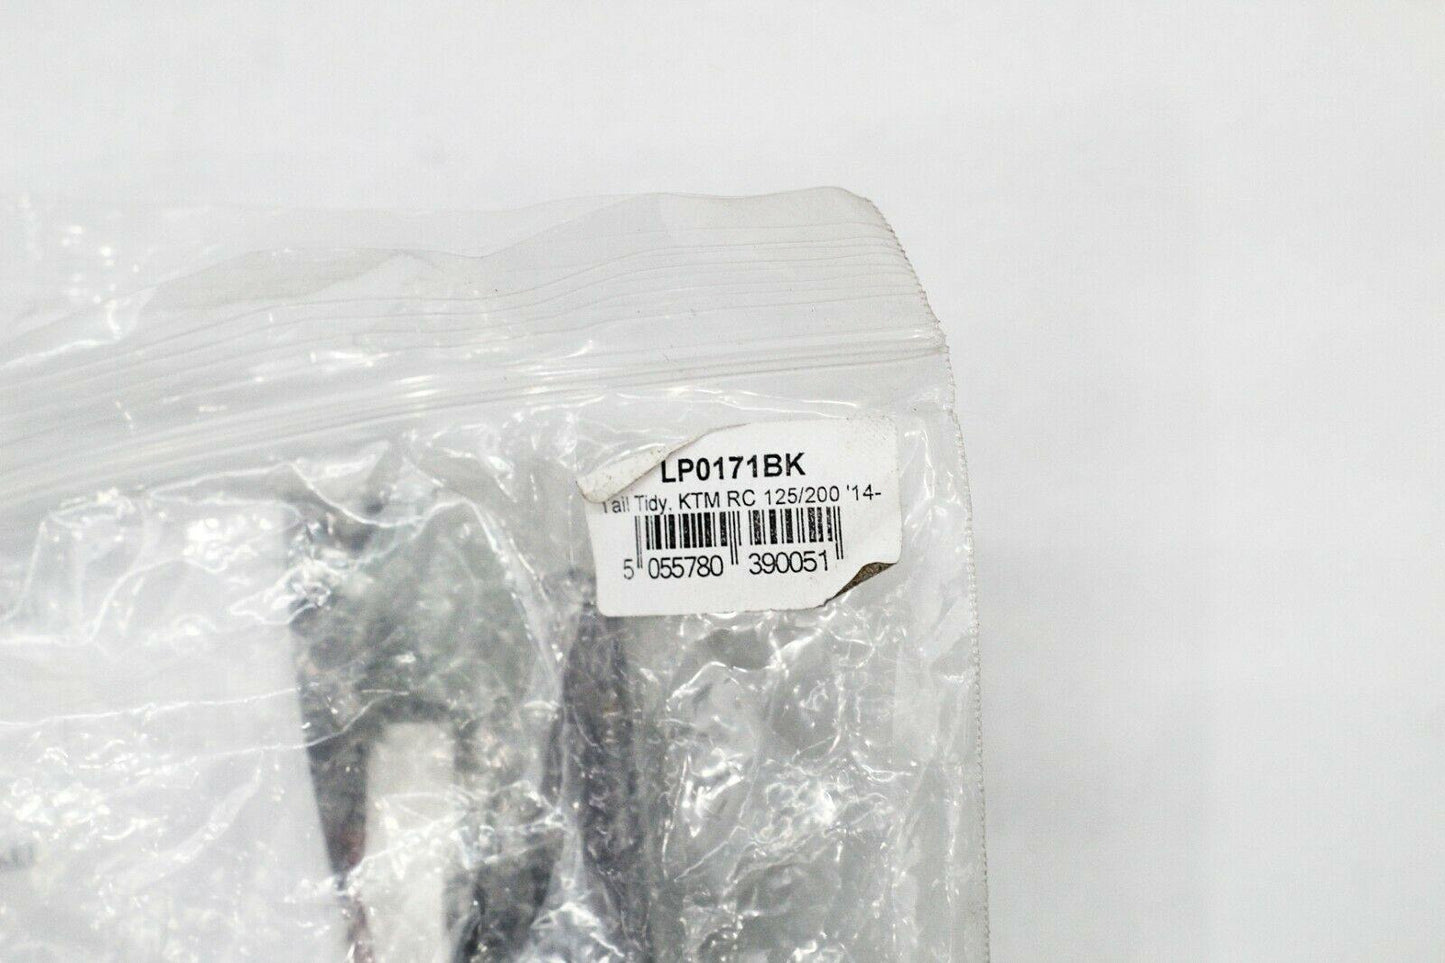 LP0171BK
Tail Tidy, KTM RC 125/200 '14-
5 055780 390051